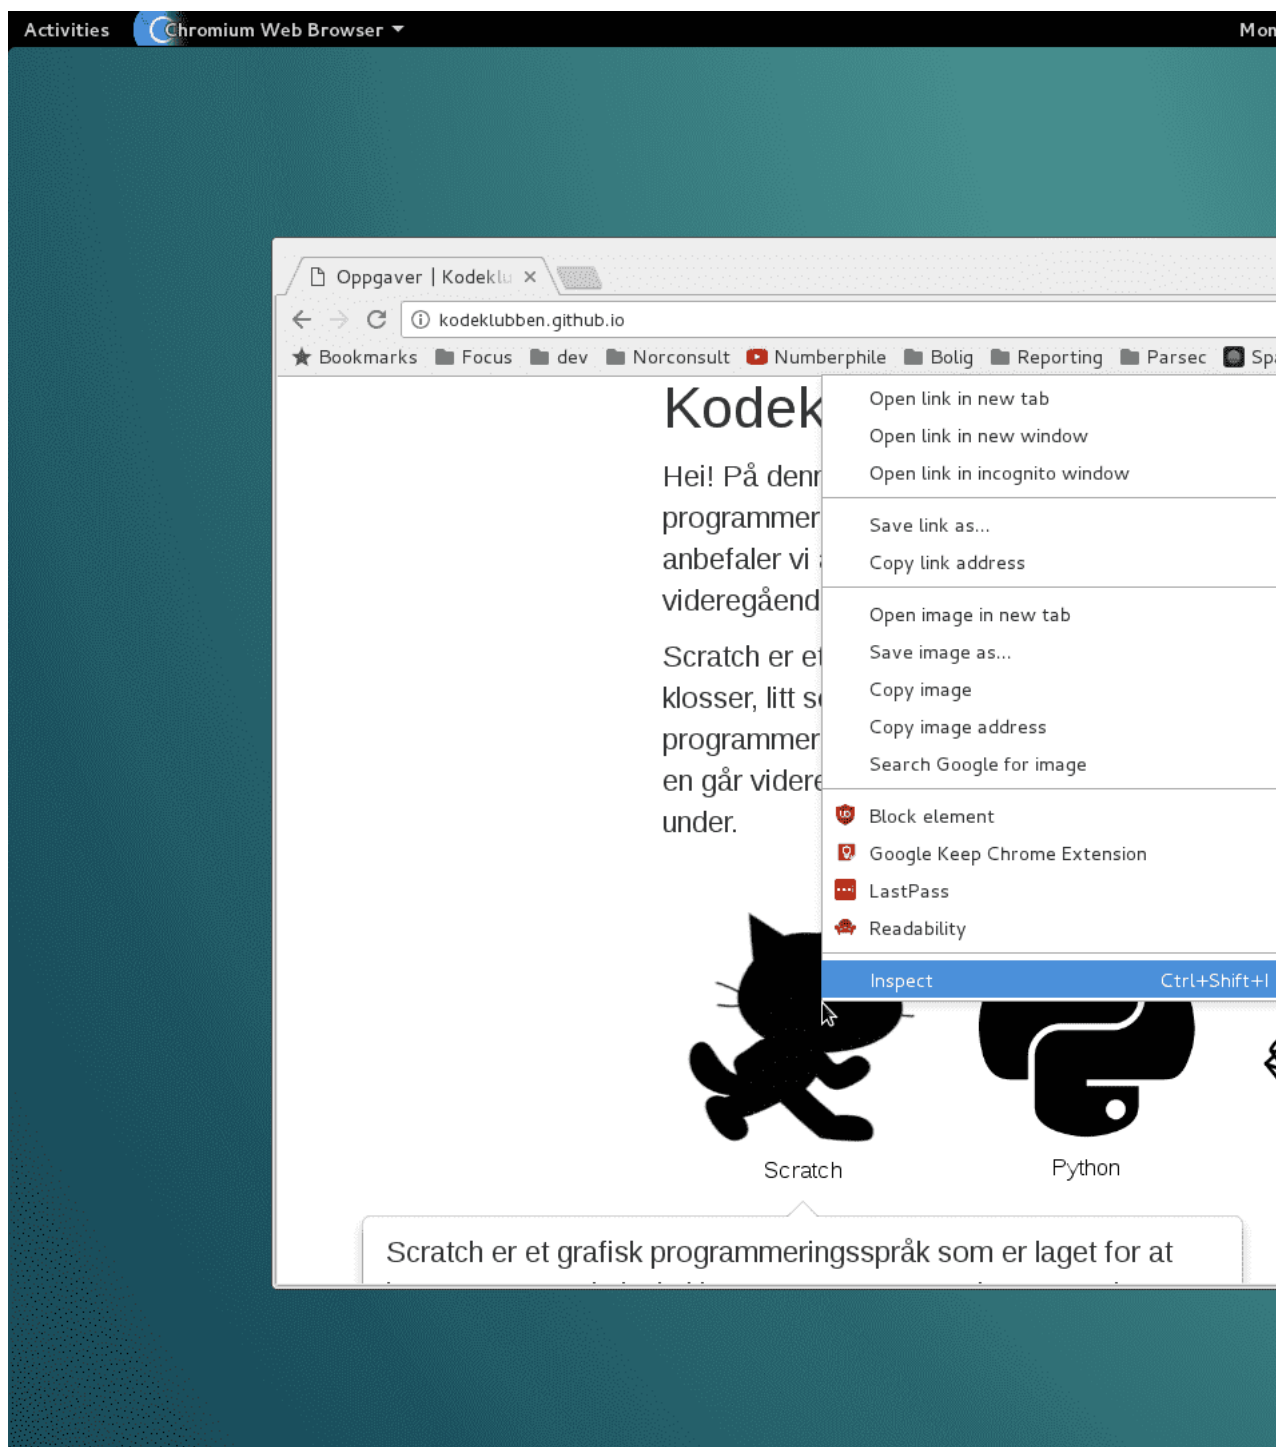 Activities Chromium Web Browser
Oppgaver | Kodeklu
kodeklubben.github.io
Bookmarks Focus dev Norconsult Numberphile Bolig Reporting Parsec
Kodek
Hei! På denn
programmer
anbefaler vi
videregåend
Scratch er et
klosser, litt
programmer
en går videre
under.
Open link in new tab
Open link in new window
Open link in incognito window
Save link as...
Copy link address
Open image in new tab
Save image as...
Copy image
Copy image address
Search Google for image
Block element
Google Keep Chrome Extension
LastPass
Readability
Inspect Ctrl+Shift+I
Scratch
Python
Scratch er et grafisk programmeringsspråk som er laget for at